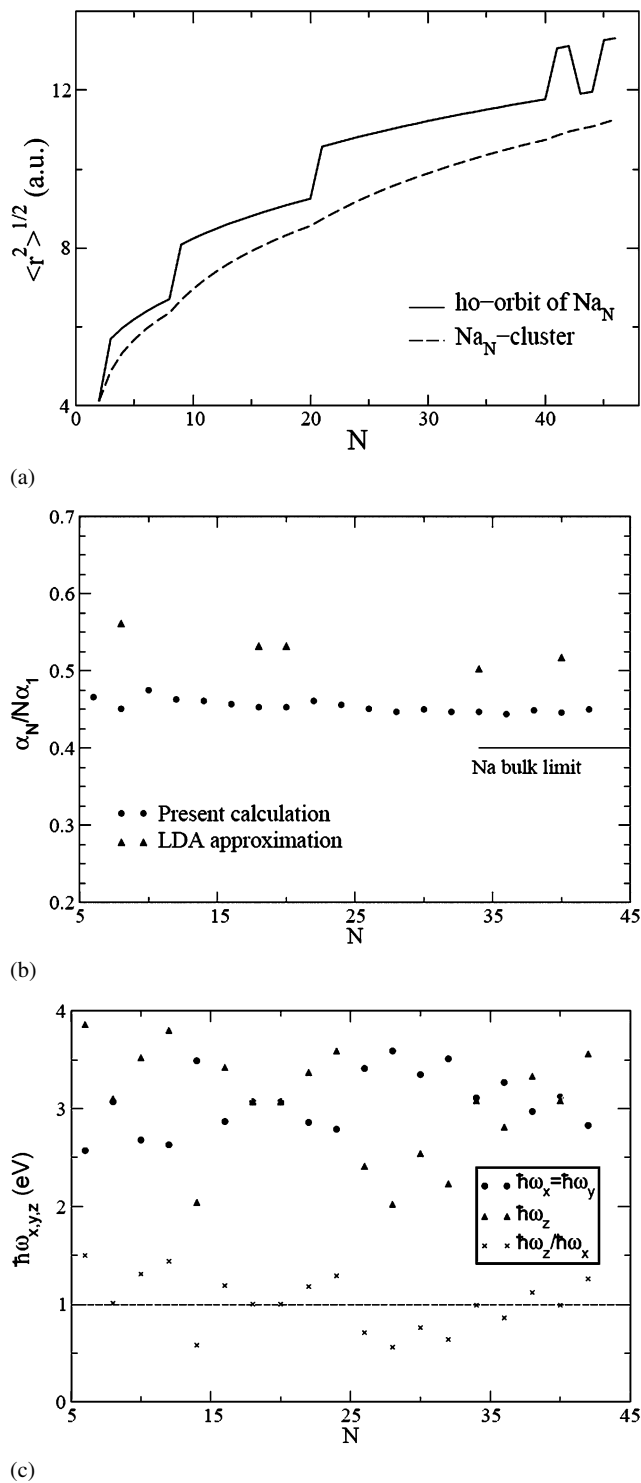 12
8
4
<r²>^1/2 (a.u.)
ho−orbit of Na_N
Na_N−cluster
0 10 20 30 40
N
(a)
0.7
0.6
0.5
0.4
0.3
0.2
α_N/Nα_1
Na bulk limit
Present calculation
LDA approximation
5 15 25 35 45
N
(b)
4
3
2
1
0
ħω_x,y,z (eV)
ħω_x=ħω_y
ħω_z
ħω_z/ħω_x
5 15 25 35 45
N
(c)